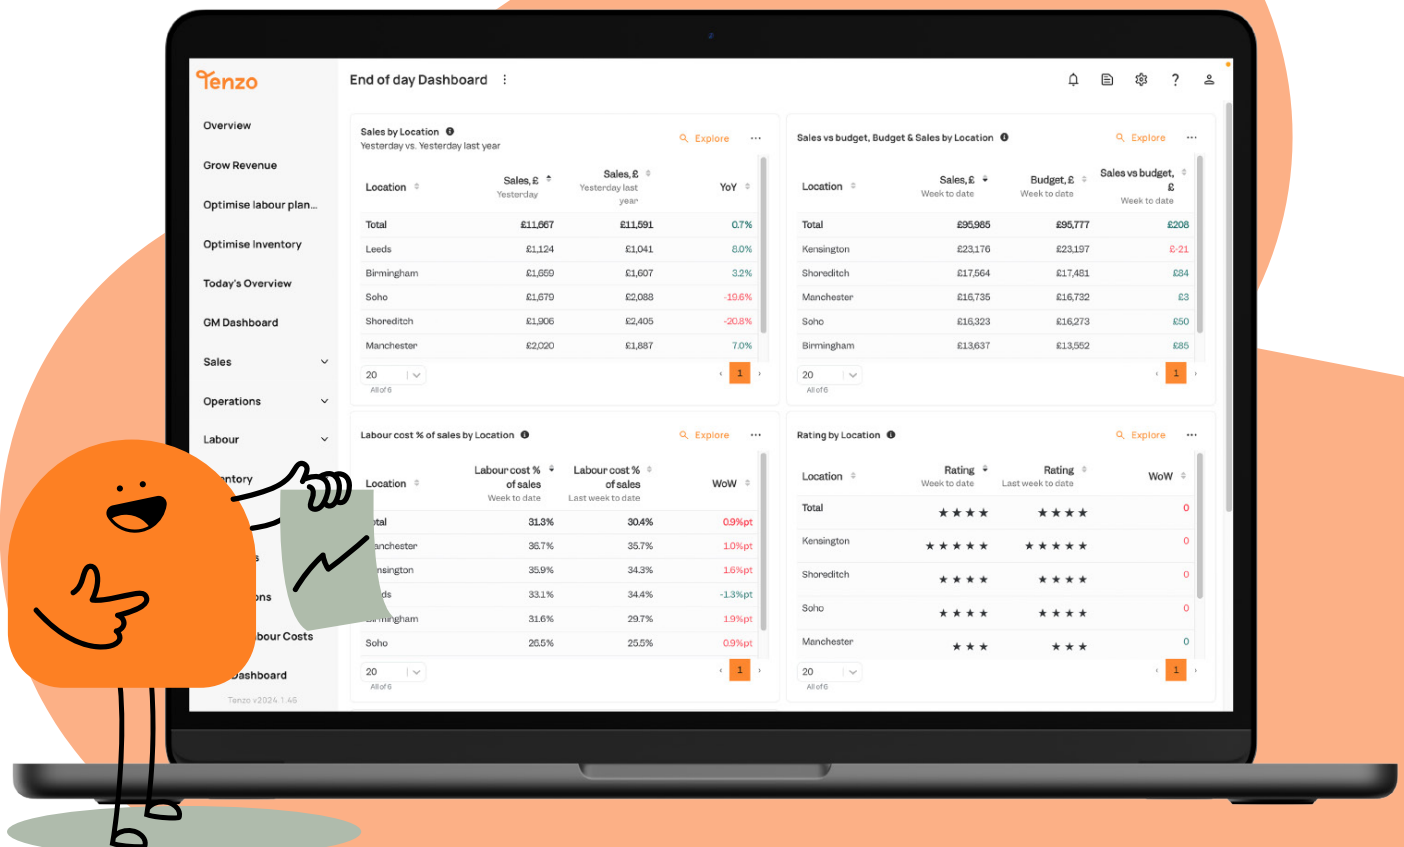 Tenzo
End of day Dashboard
Overview
Grow Revenue
Optimise labour plan...
Optimise Inventory
Today's Overview
GM Dashboard
Sales
Operations
Labour
ntory
s
ons
bour Costs
ashboard
Tenzo v2024.1.46
Sales by Location
Explore
Yesterday vs. Yesterday last year
Location Sales, £ Yesterday Sales, £ Yesterday last year YoY
Total £11,667 £11,591 0.7%
Leeds £1,124 £1,041 8.0%
Birmingham £1,659 £1,607 3.2%
Soho £1,679 £2,088 -19.6%
Shoreditch £1,906 £2,405 -20.8%
Manchester £2,020 £1,887 7.0%
20 ‹ 1 ›
All of 6
Sales vs budget, Budget & Sales by Location
Explore
Location Sales, £ Week to date Budget, £ Week to date Sales vs budget, £ Week to date
Total £95,985 £95,777 £208
Kensington £23,176 £23,197 £-21
Shoreditch £17,564 £17,481 £84
Manchester £16,735 £16,732 £3
Soho £16,323 £16,273 £50
Birmingham £13,637 £13,552 £85
20 ‹ 1 ›
All of 6
Labour cost % of sales by Location
Explore
Location Labour cost % of sales Week to date Labour cost % of sales Last week to date WoW
otal 31.3% 30.4% 0.9%pt
anchester 36.7% 35.7% 1.0%pt
nsington 35.9% 34.3% 1.6%pt
ds 33.1% 34.4% -1.3%pt
Birmingham 31.6% 29.7% 1.9%pt
Soho 26.5% 25.5% 0.9%pt
20 ‹ 1 ›
All of 6
Rating by Location
Explore
Location Rating Week to date Rating Last week to date WoW
Total ★★★★ ★★★★ 0
Kensington ★★★★★ ★★★★★ 0
Shoreditch ★★★★ ★★★★ 0
Soho ★★★★ ★★★★ 0
Manchester ★★★ ★★★ 0
20 ‹ 1 ›
All of 6